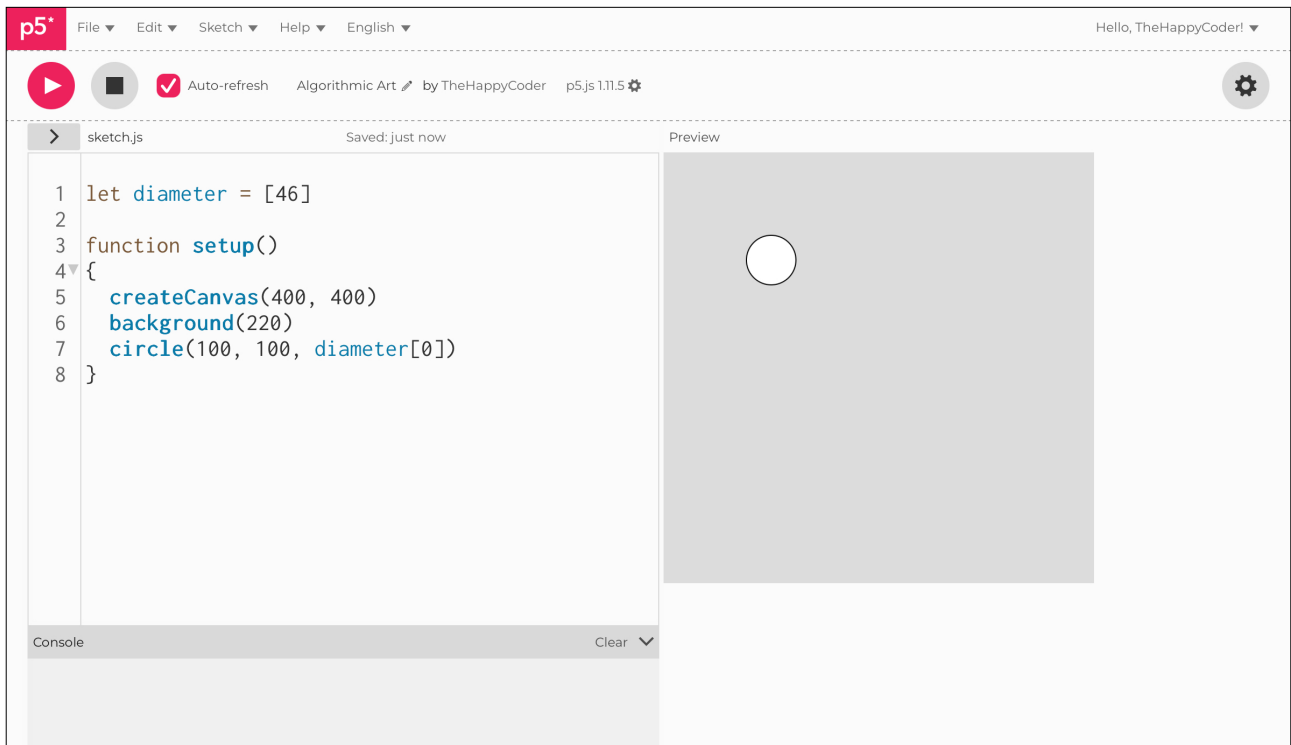 p5* File Edit Sketch Help English Hello, TheHappyCoder!
Auto-refresh Algorithmic Art by TheHappyCoder p5.js 1.11.5
sketch.js Saved: just now Preview
1 let diameter = [46]
2
3 function setup()
4 {
5 createCanvas(400, 400)
6 background(220)
7 circle(100, 100, diameter[0])
8 }
Console Clear